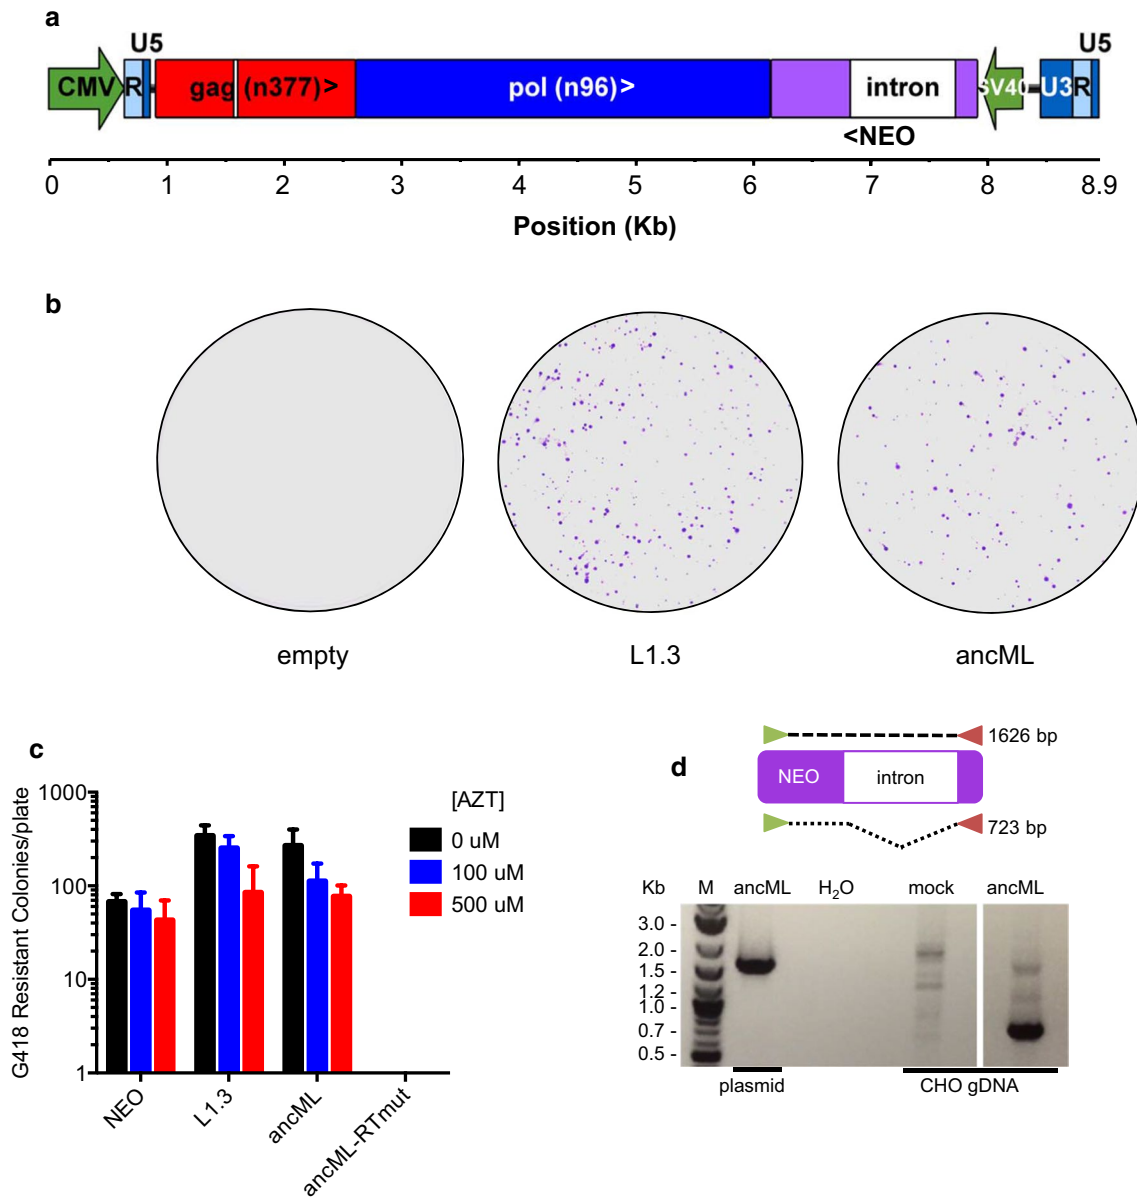 a
U5 U5
CMV R gag (n377)> pol (n96)> intron SV40 U3 R
<NEO
0 1 2 3 4 5 6 7 8 8.9
Position (Kb)
b
empty L1.3 ancML
c
G418 Resistant Colonies/plate
1000
100
10
1
[AZT]
0 uM
100 uM
500 uM
NEO L1.3 ancML ancML-RTmut
d
1626 bp
NEO intron
723 bp
Kb M ancML H2O mock ancML
3.0 -
2.0 -
1.5 -
1.2 -
1.0 -
0.7 -
0.5 -
plasmid CHO gDNA